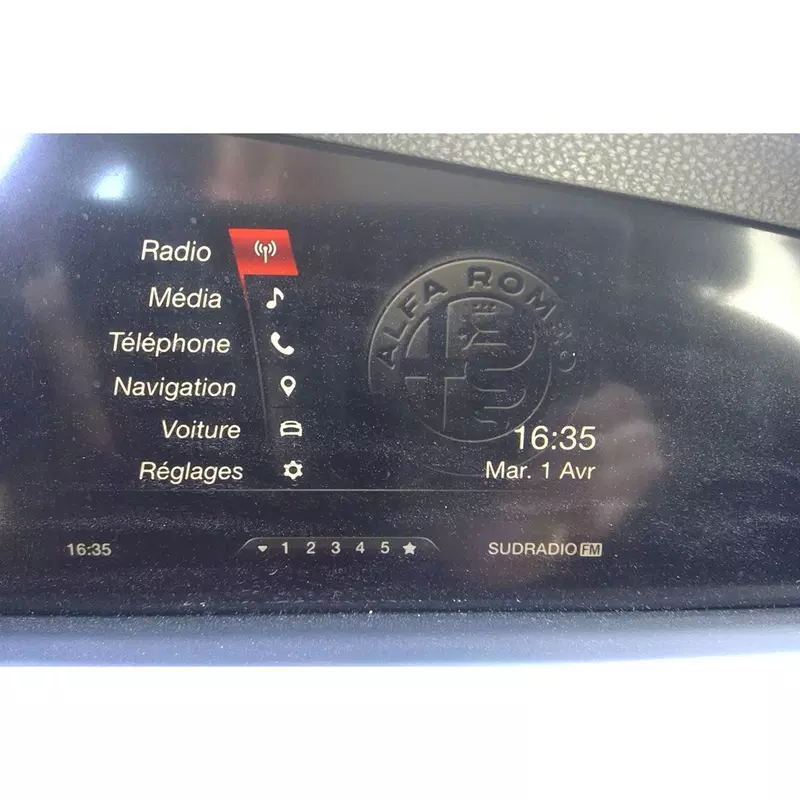 Radio
Média
Téléphone
Navigation
Voiture
Réglages
ALFA ROMEO
16:35
Mar. 1 Avr
16:35
1 2 3 4 5
SUDRADIO FM